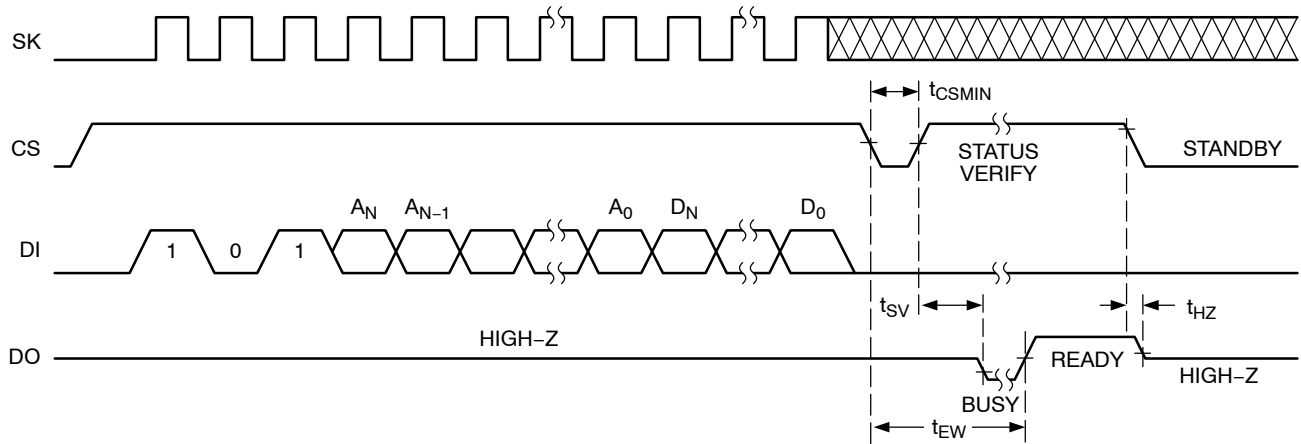 SK
t_CSMIN
CS
STATUS
VERIFY
STANDBY
A_N A_N−1 A_0 D_N D_0
DI
1 0 1
t_SV
t_HZ
HIGH−Z
DO
READY
HIGH−Z
BUSY
t_EW